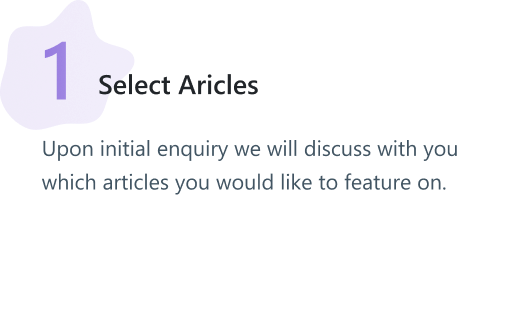 1
Select Aricles
Upon initial enquiry we will discuss with you
which articles you would like to feature on.